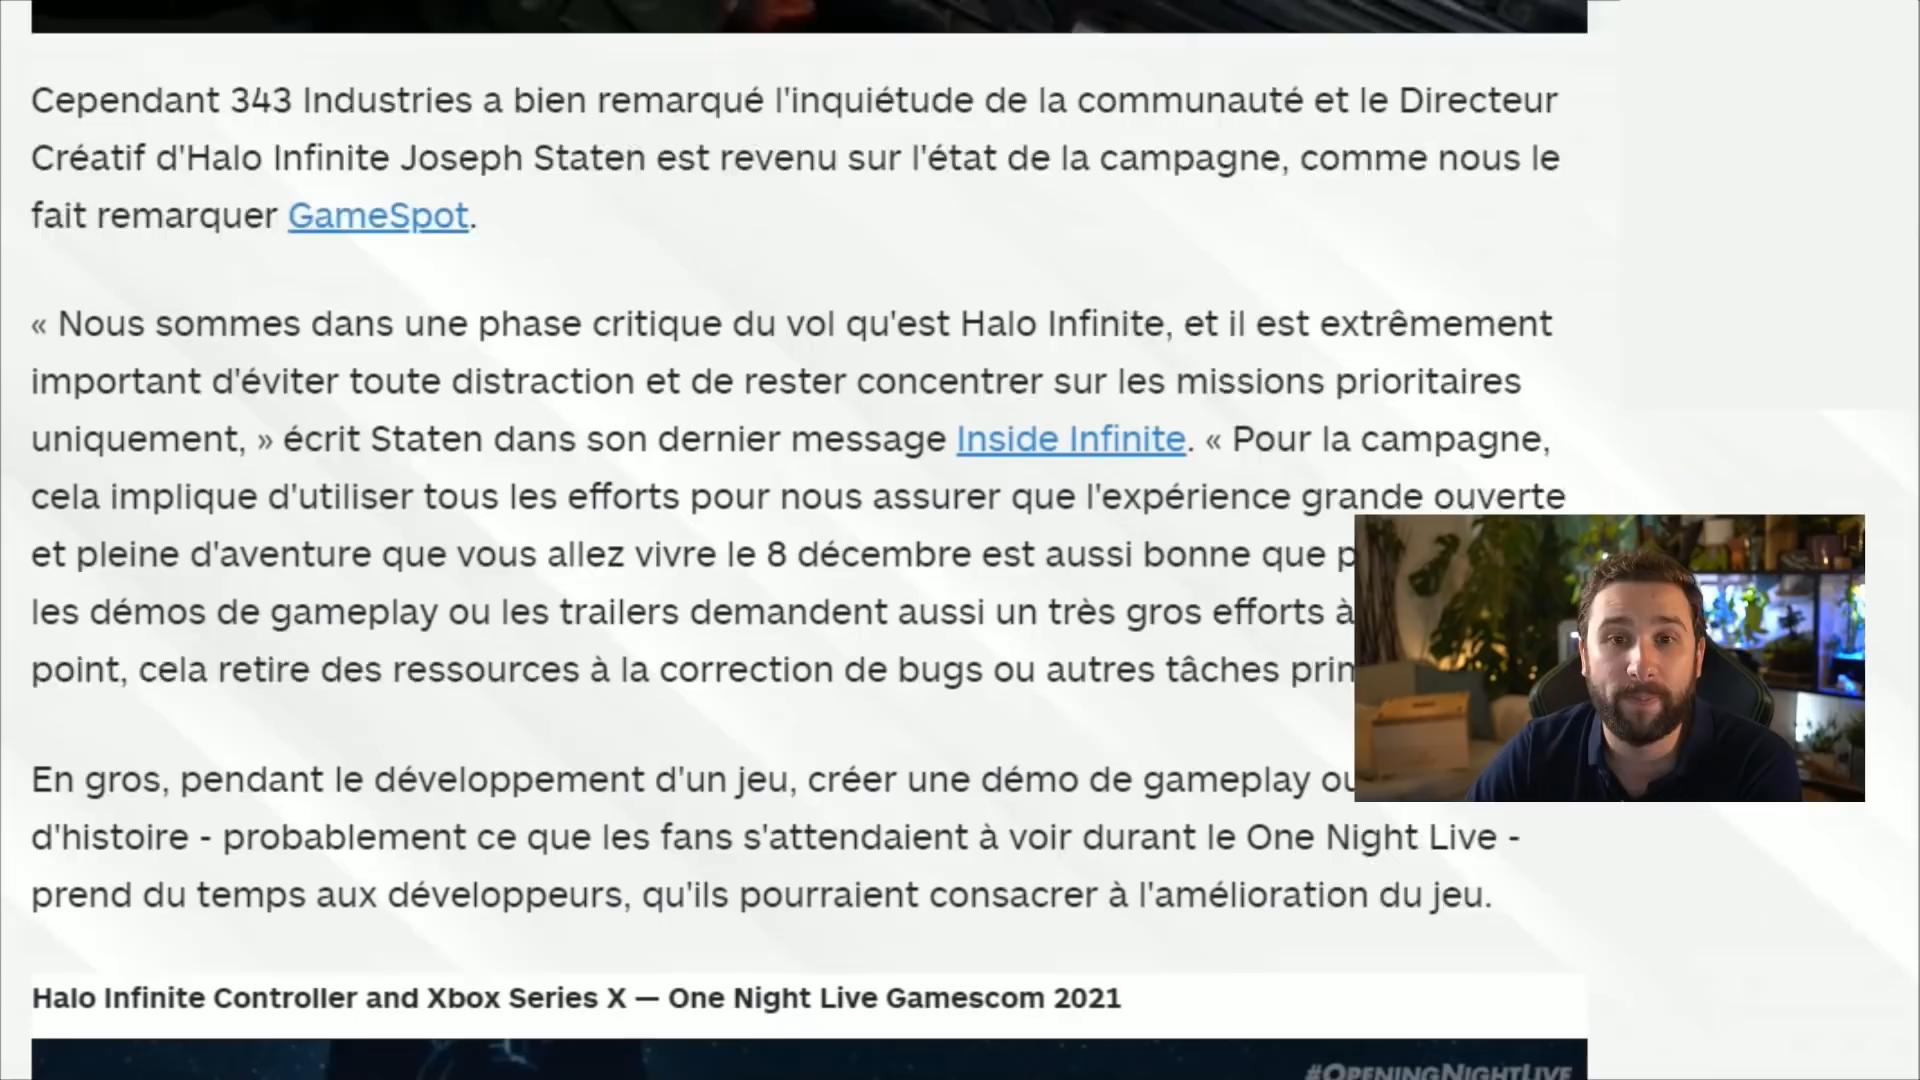 Cependant 343 Industries a bien remarqué l'inquiétude de la communauté et le Directeur
Créatif d'Halo Infinite Joseph Staten est revenu sur l'état de la campagne, comme nous le
fait remarquer GameSpot.
« Nous sommes dans une phase critique du vol qu'est Halo Infinite, et il est extrêmement
important d'éviter toute distraction et de rester concentrer sur les missions prioritaires
uniquement, » écrit Staten dans son dernier message Inside Infinite. « Pour la campagne,
cela implique d'utiliser tous les efforts pour nous assurer que l'expérience grande ouverte
et pleine d'aventure que vous allez vivre le 8 décembre est aussi bonne que
les démos de gameplay ou les trailers demandent aussi un très gros efforts à
point, cela retire des ressources à la correction de bugs ou autres tâches
En gros, pendant le développement d'un jeu, créer une démo de gameplay ou
d'histoire - probablement ce que les fans s'attendaient à voir durant le One Night Live -
prend du temps aux développeurs, qu'ils pourraient consacrer à l'amélioration du jeu.
Halo Infinite Controller and Xbox Series X — One Night Live Gamescom 2021
#OPENINGNIGHTLIVE